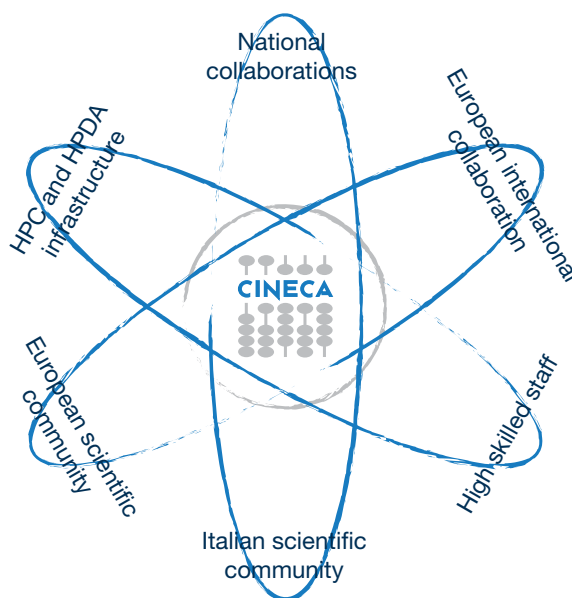 National
collaborations
HPC and HPDA
infrastructure
European international
collaboration
CINECA
European scientific
community
High skilled staff
Italian scientific
community